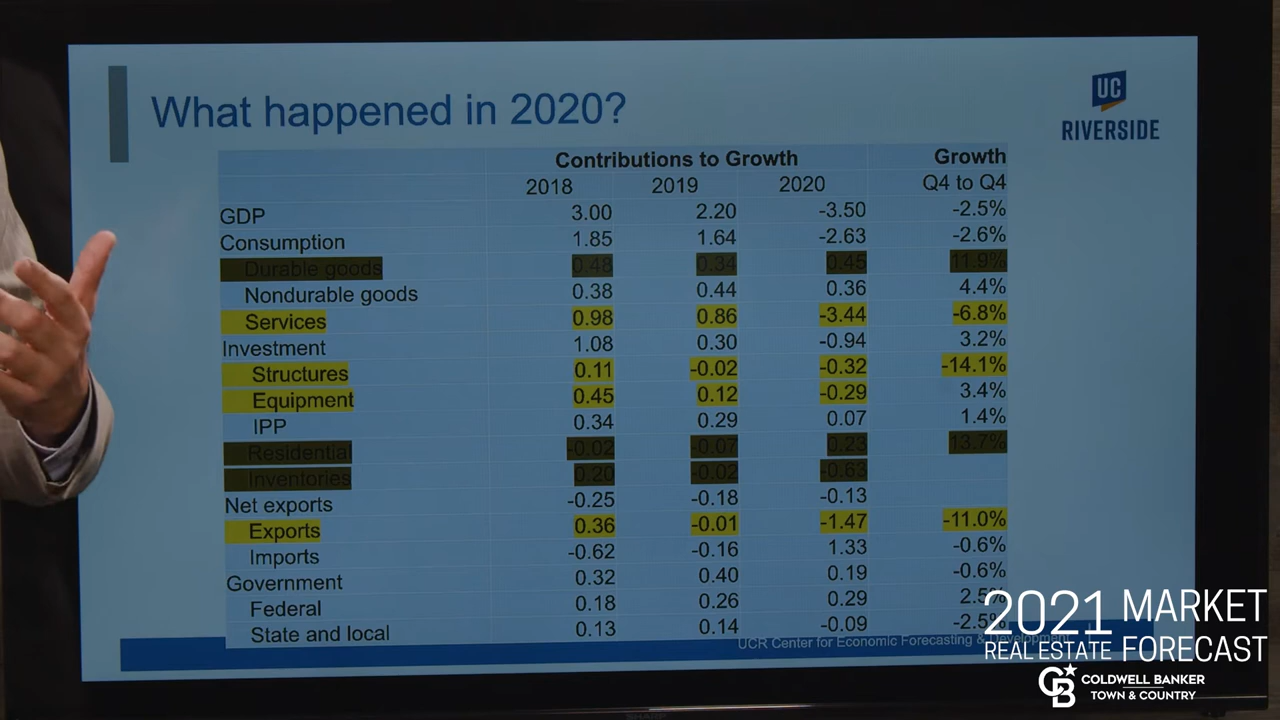 What happened in 2020?
UC
RIVERSIDE
Contributions to Growth Growth
2018 2019 2020 Q4 to Q4
GDP 3.00 2.20 -3.50 -2.5%
Consumption 1.85 1.64 -2.63 -2.6%
Durable goods 0.48 0.34 0.45 11.9%
Nondurable goods 0.38 0.44 0.36 4.4%
Services 0.98 0.86 -3.44 -6.8%
Investment 1.08 0.30 -0.94 3.2%
Structures 0.11 -0.02 -0.32 -14.1%
Equipment 0.45 0.12 -0.29 3.4%
IPP 0.34 0.29 0.07 1.4%
Residential -0.02 -0.07 0.23 13.7%
Inventories 0.20 -0.02 -0.63
Net exports -0.25 -0.18 -0.13
Exports 0.36 -0.01 -1.47 -11.0%
Imports -0.62 -0.16 1.33 -0.6%
Government 0.32 0.40 0.19 -0.6%
Federal 0.18 0.26 0.29 2.5%
State and local 0.13 0.14 -0.09 -2.5%
UCR Center for Economic Forecasting & Development
2021 MARKET
REAL ESTATE FORECAST
CB COLDWELL BANKER
TOWN & COUNTRY
SHARP